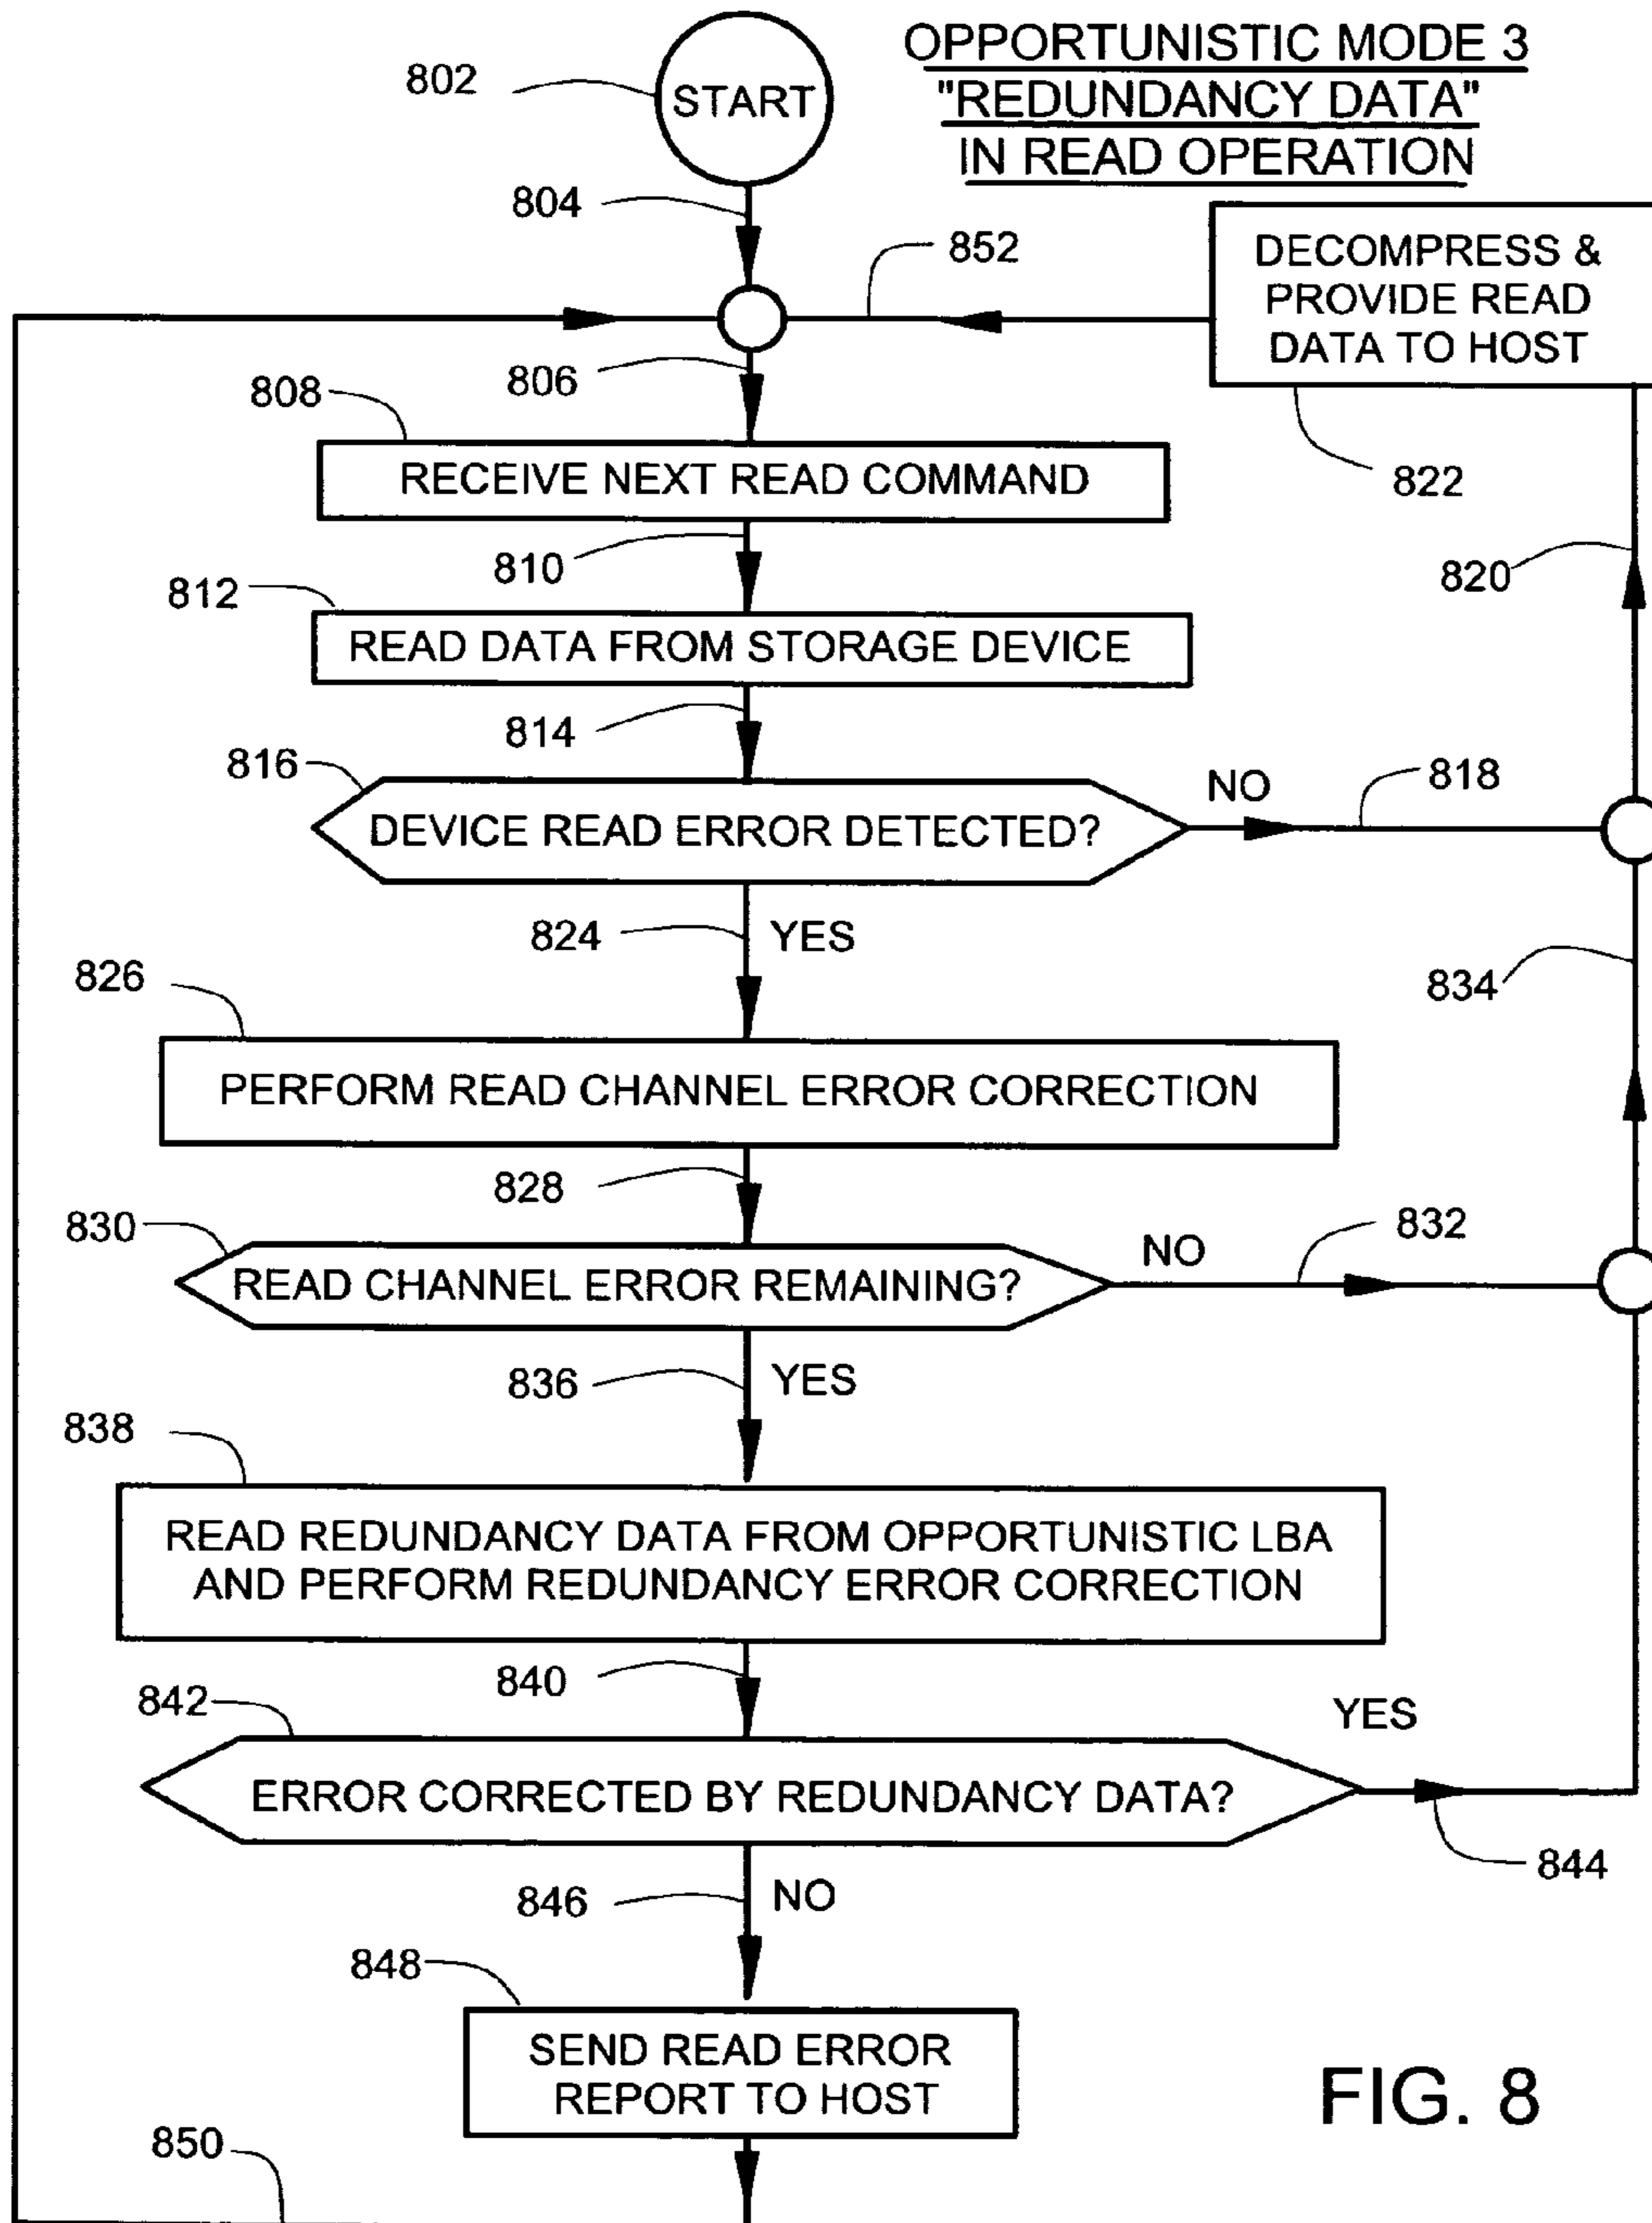 OPPORTUNISTIC MODE 3
"REDUNDANCY DATA"
IN READ OPERATION
802
START
804
852
DECOMPRESS &
PROVIDE READ
DATA TO HOST
806
808
RECEIVE NEXT READ COMMAND
822
810
820
812
READ DATA FROM STORAGE DEVICE
814
816
DEVICE READ ERROR DETECTED?
NO
818
824
YES
826
834
PERFORM READ CHANNEL ERROR CORRECTION
828
830
READ CHANNEL ERROR REMAINING?
NO
832
836
YES
838
READ REDUNDANCY DATA FROM OPPORTUNISTIC LBA
AND PERFORM REDUNDANCY ERROR CORRECTION
840
842
YES
ERROR CORRECTED BY REDUNDANCY DATA?
844
846
NO
848
SEND READ ERROR
REPORT TO HOST
FIG. 8
850